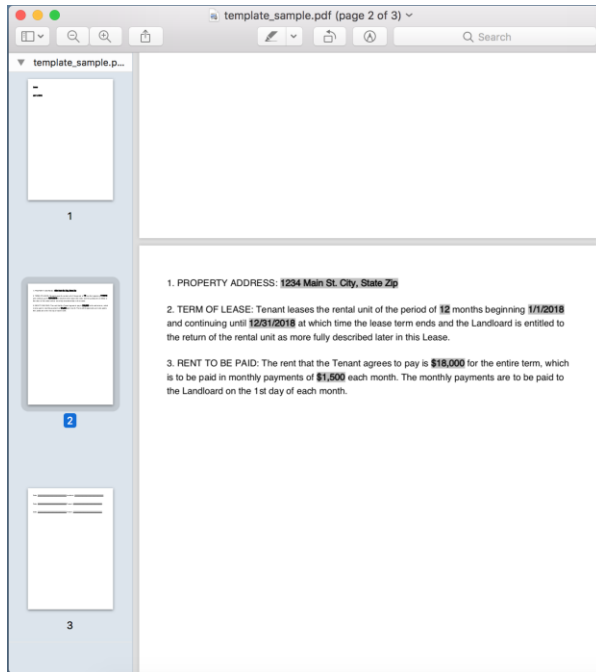 template_sample.pdf (page 2 of 3)
Search
template_sample.p...
1
2
3
1. PROPERTY ADDRESS: 1234 Main St. City, State Zip
2. TERM OF LEASE: Tenant leases the rental unit of the period of 12 months beginning 1/1/2018
and continuing until 12/31/2018 at which time the lease term ends and the Landloard is entitled to
the return of the rental unit as more fully described later in this Lease.
3. RENT TO BE PAID: The rent that the Tenant agrees to pay is $18,000 for the entire term, which
is to be paid in monthly payments of $1,500 each month. The monthly payments are to be paid to
the Landloard on the 1st day of each month.